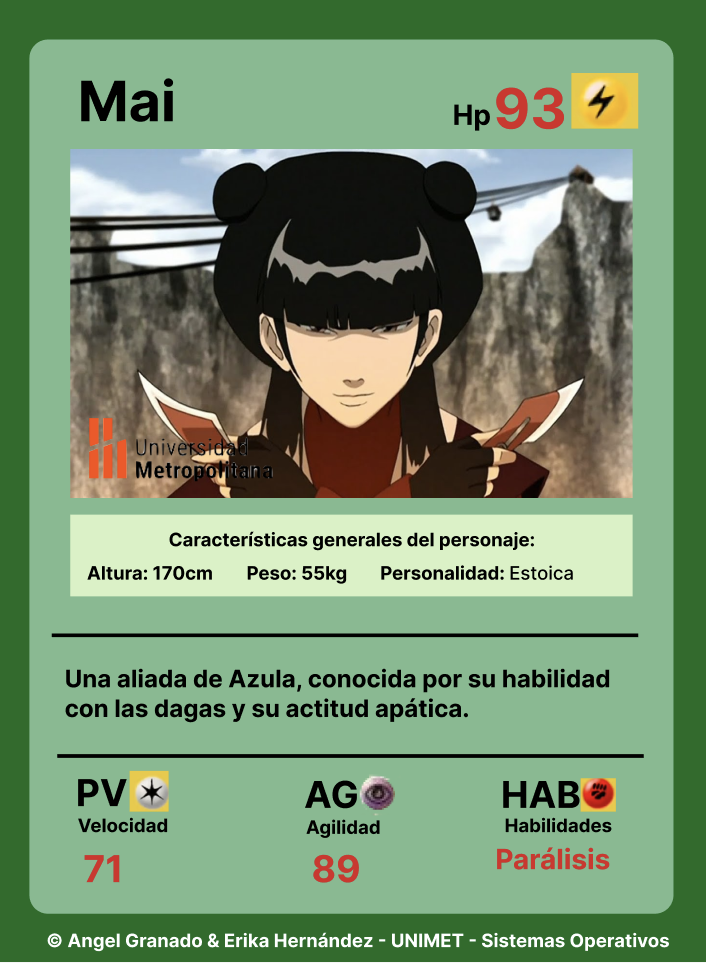 Mai
Hp 93
Universidad
Metropolitana
Características generales del personaje:
Altura: 170cm Peso: 55kg Personalidad: Estoica
Una aliada de Azula, conocida por su habilidad
con las dagas y su actitud apática.
PV AG HAB
Velocidad Agilidad Habilidades
71 89 Parálisis
© Angel Granado & Erika Hernández - UNIMET - Sistemas Operativos